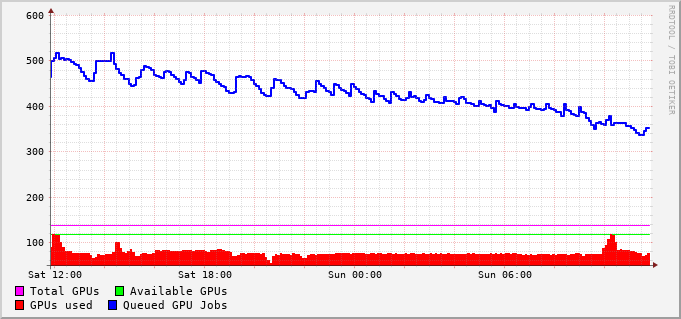 600
500
400
300
200
100
Sat 12:00 Sat 18:00 Sun 00:00 Sun 06:00
Total GPUs Available GPUs
GPUs used Queued GPU Jobs
RRDTOOL / TOBI OETIKER